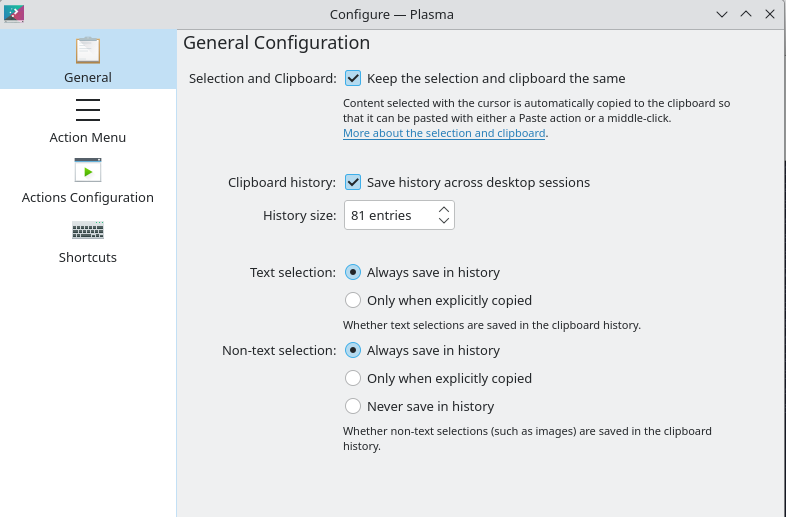 Configure — Plasma
General
Action Menu
Actions Configuration
Shortcuts
General Configuration
Selection and Clipboard: Keep the selection and clipboard the same
Content selected with the cursor is automatically copied to the clipboard so
that it can be pasted with either a Paste action or a middle-click.
More about the selection and clipboard.
Clipboard history: Save history across desktop sessions
History size: 81 entries
Text selection: Always save in history
Only when explicitly copied
Whether text selections are saved in the clipboard history.
Non-text selection: Always save in history
Only when explicitly copied
Never save in history
Whether non-text selections (such as images) are saved in the clipboard
history.